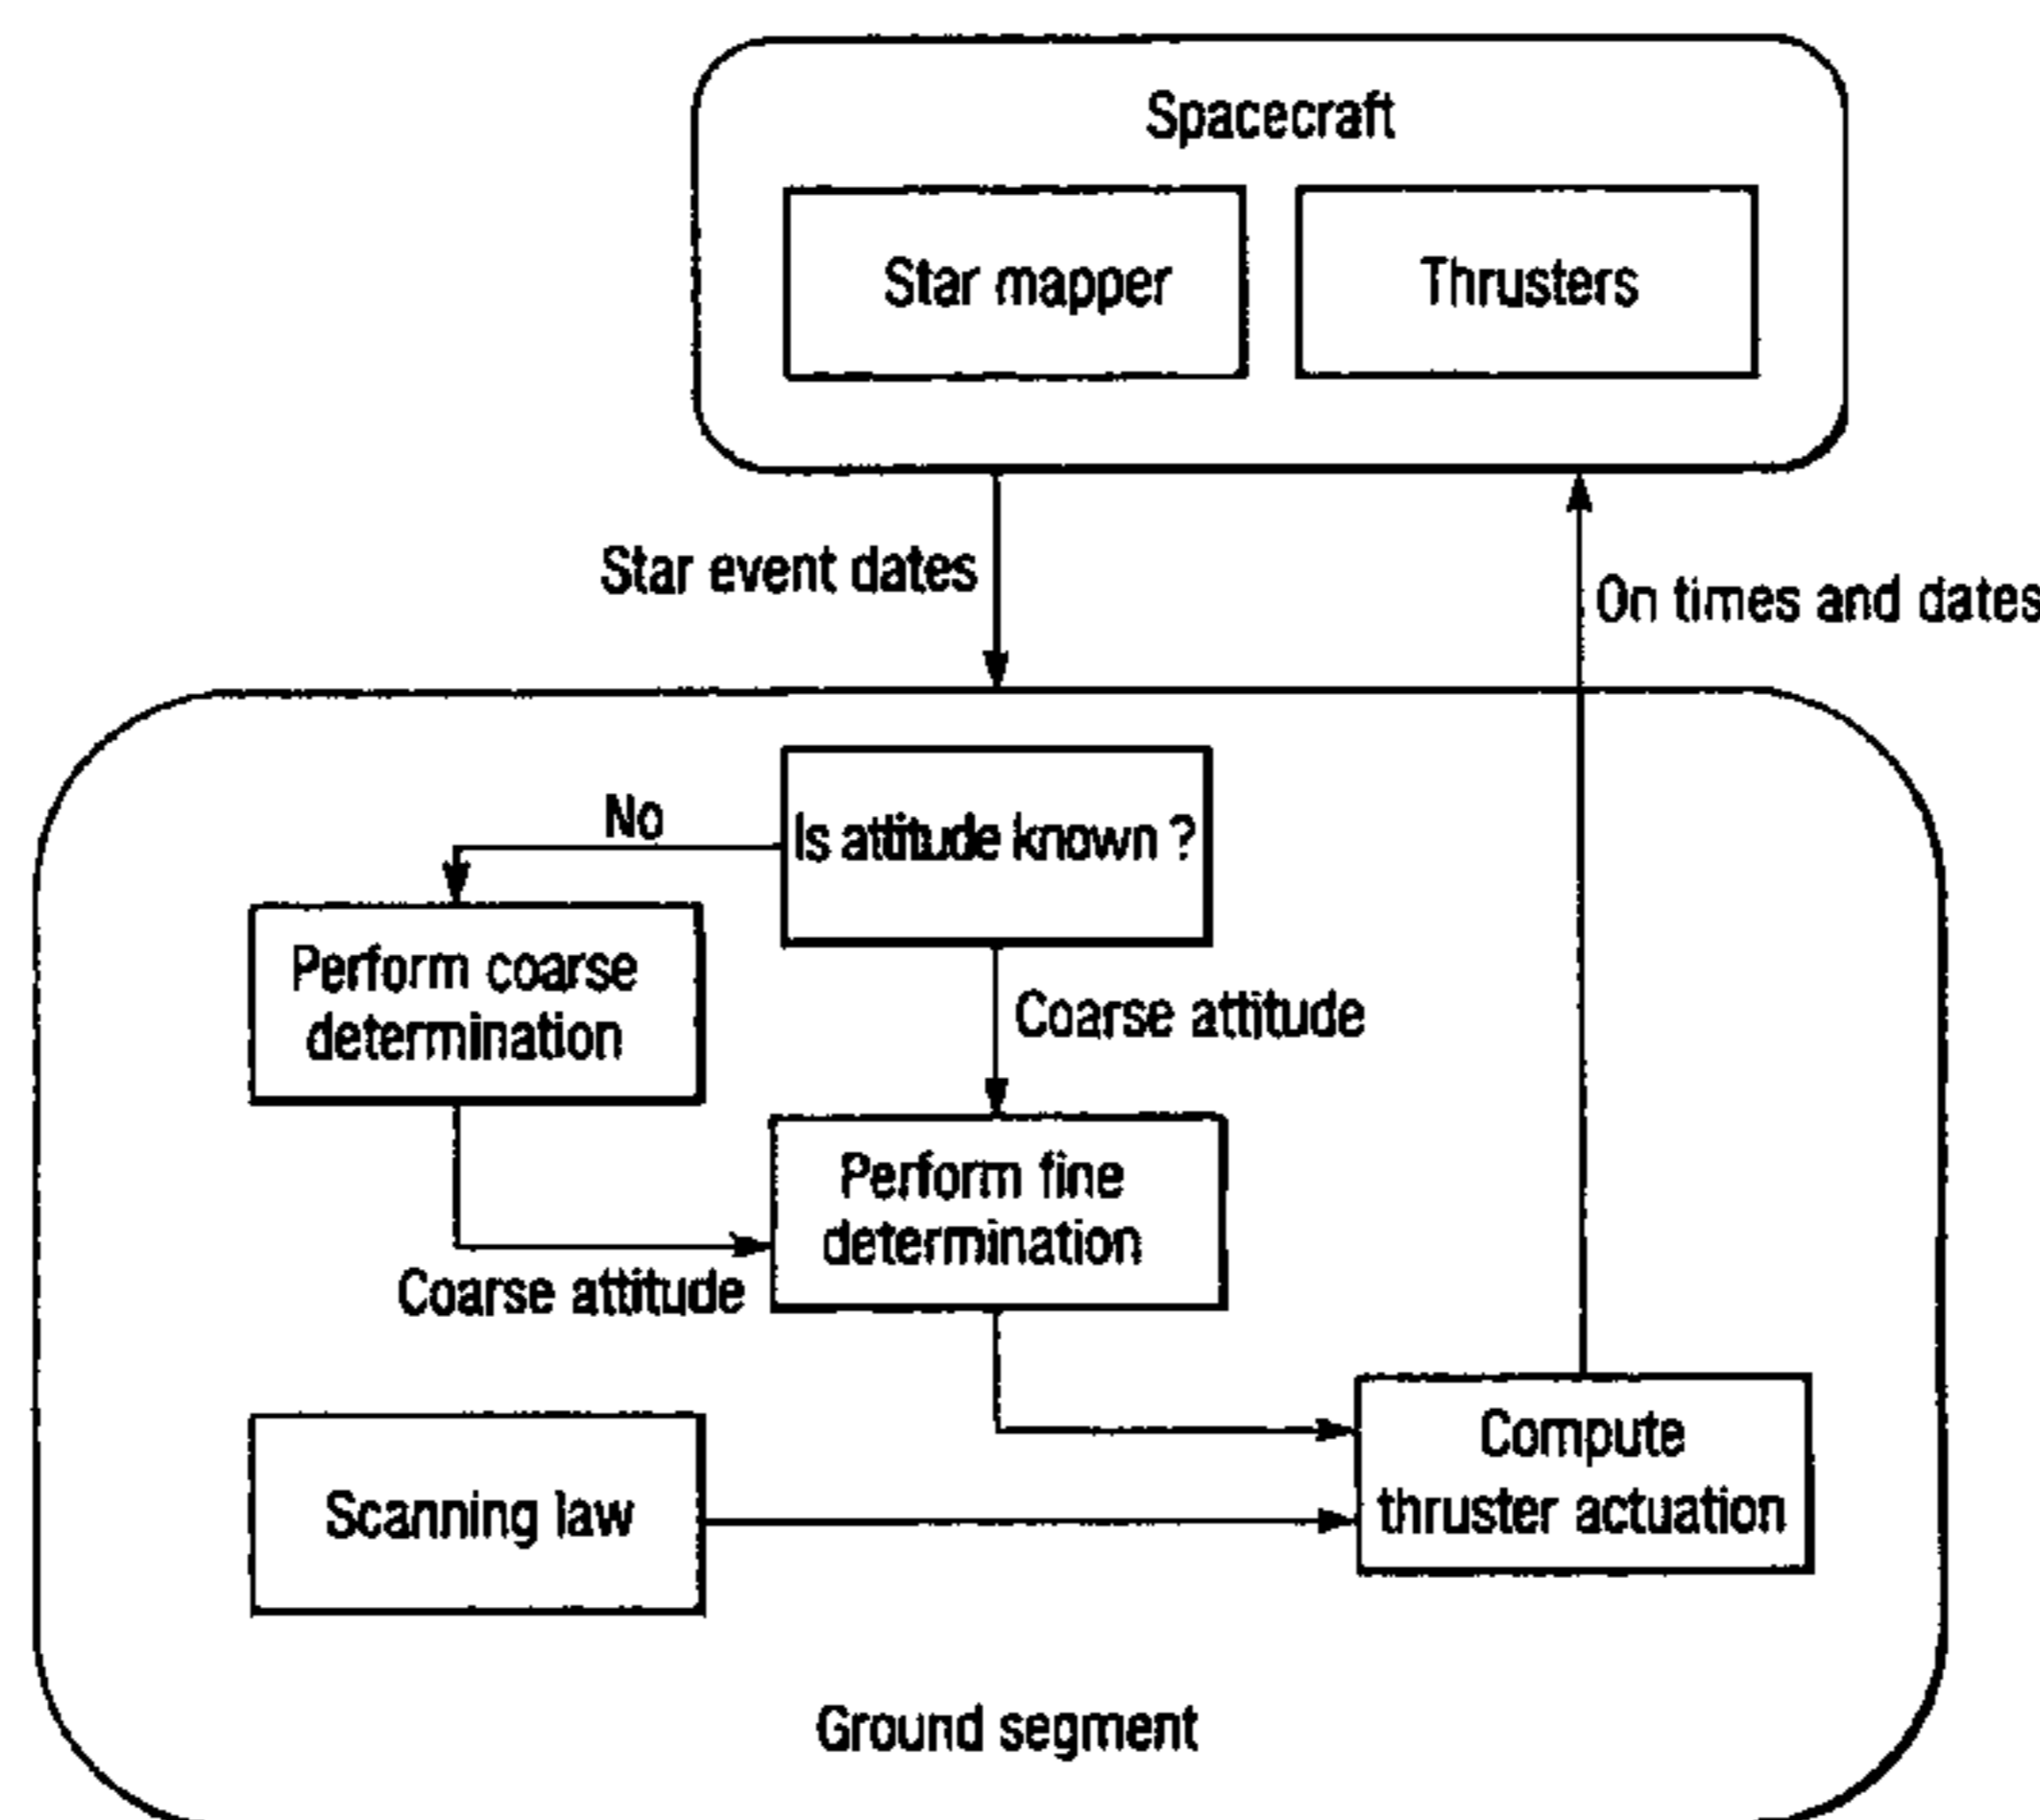 Spacecraft
Star mapper
Thrusters
Star event dates
On times and dates
No
Is attitude known ?
Perform coarse
determination
Coarse attitude
Perform fine
determination
Coarse attitude
Compute
thruster actuation
Scanning law
Ground segment